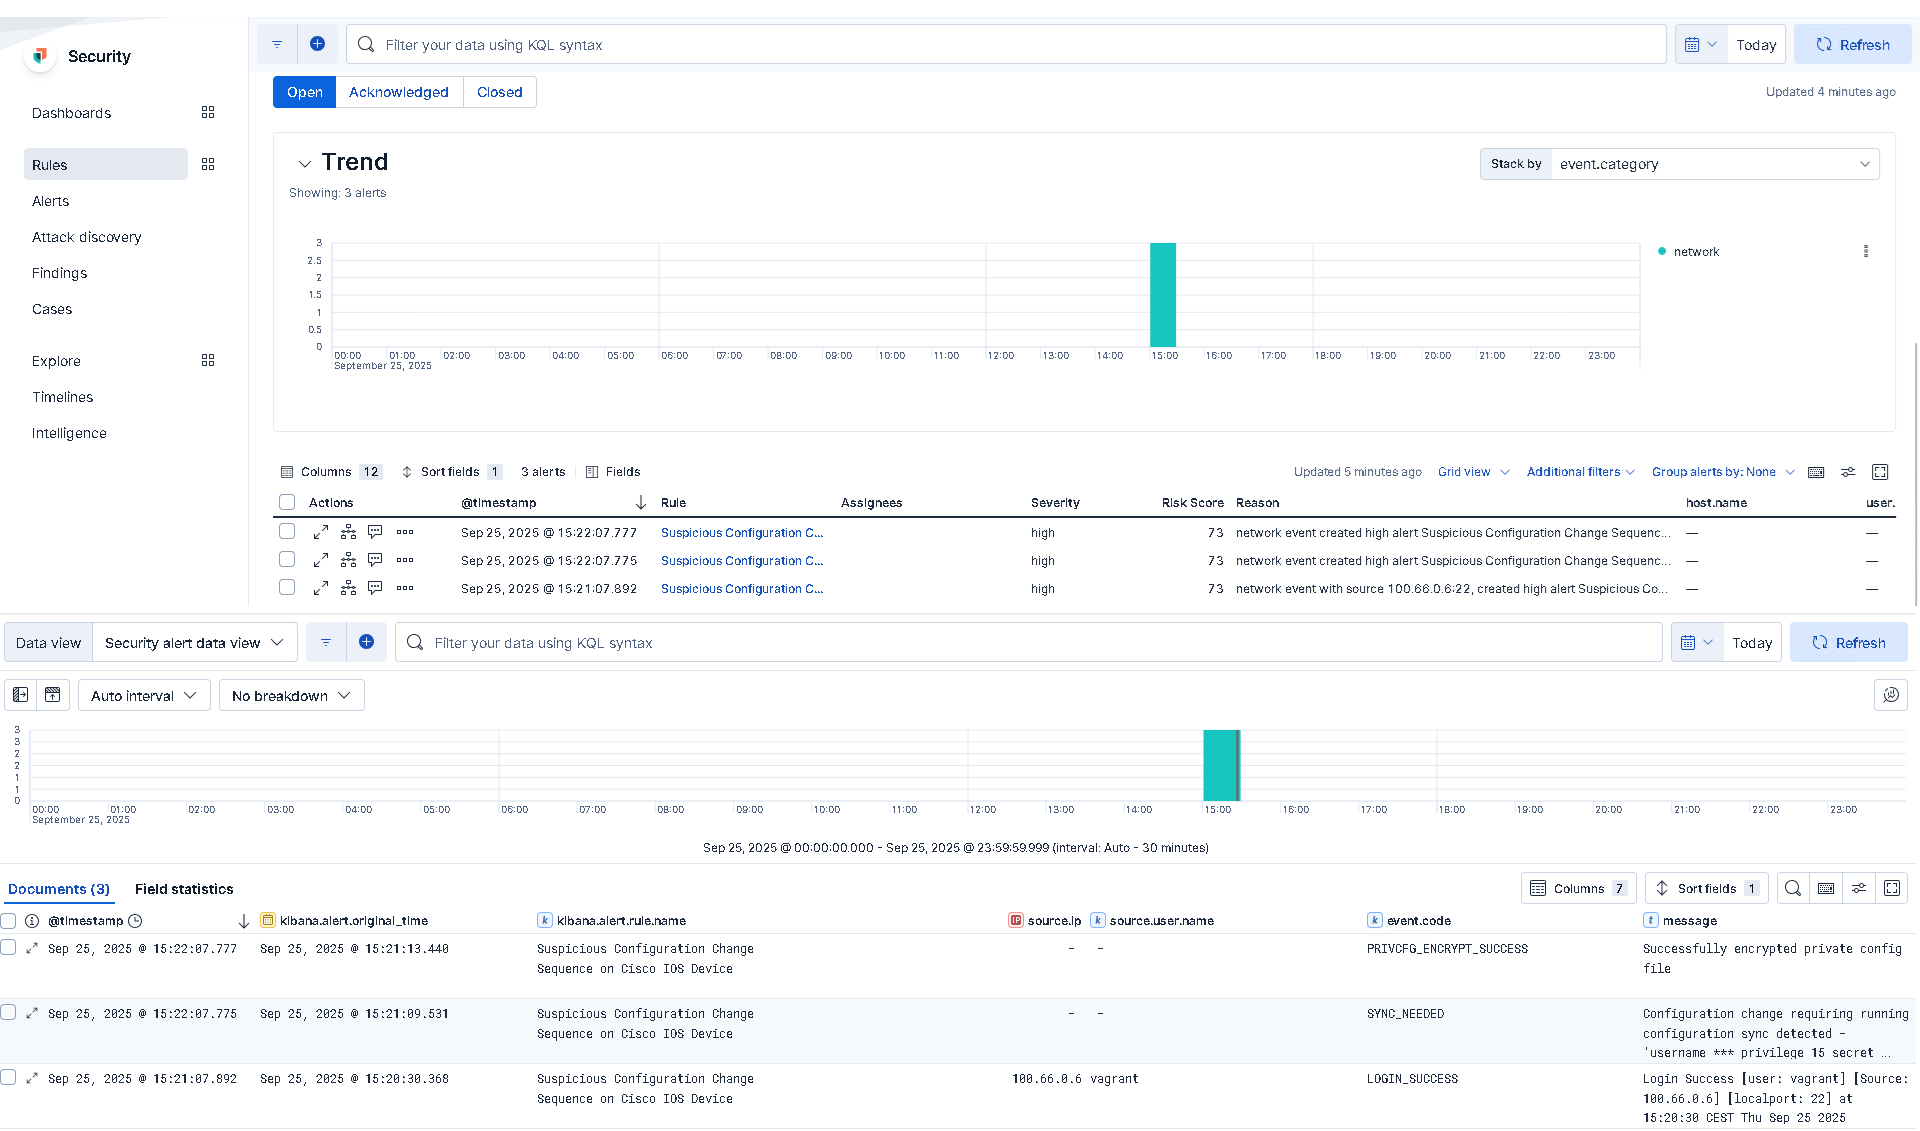 Security
Filter your data using KQL syntax
Today
Refresh
Open
Acknowledged
Closed
Updated 4 minutes ago
Dashboards
Rules
Alerts
Attack discovery
Findings
Cases
Explore
Timelines
Intelligence
Trend
Stack by
event.category
Showing: 3 alerts
3
2.5
2
1.5
1
0.5
0
network
00:00 01:00 02:00 03:00 04:00 05:00 06:00 07:00 08:00 09:00 10:00 11:00 12:00 13:00 14:00 15:00 16:00 17:00 18:00 19:00 20:00 21:00 22:00 23:00
September 25, 2025
Columns 12 Sort fields 1 3 alerts Fields
Updated 5 minutes ago Grid view Additional filters Group alerts by: None
Actions @timestamp Rule Assignees Severity Risk Score Reason host.name user.
Sep 25, 2025 @ 15:22:07.777 Suspicious Configuration C... high 73 network event created high alert Suspicious Configuration Change Sequenc... — —
Sep 25, 2025 @ 15:22:07.775 Suspicious Configuration C... high 73 network event created high alert Suspicious Configuration Change Sequenc... — —
Sep 25, 2025 @ 15:21:07.892 Suspicious Configuration C... high 73 network event with source 100.66.0.6:22, created high alert Suspicious Co... — —
Data view Security alert data view
Filter your data using KQL syntax
Today
Refresh
Auto interval
No breakdown
3
3
2
2
1
1
0
00:00 01:00 02:00 03:00 04:00 05:00 06:00 07:00 08:00 09:00 10:00 11:00 12:00 13:00 14:00 15:00 16:00 17:00 18:00 19:00 20:00 21:00 22:00 23:00
September 25, 2025
Sep 25, 2025 @ 00:00:00.000 - Sep 25, 2025 @ 23:59:59.999 (interval: Auto - 30 minutes)
Documents (3) Field statistics
Columns 7 Sort fields 1
@timestamp kibana.alert.original_time k kibana.alert.rule.name IP source.ip k source.user.name k event.code t message
Sep 25, 2025 @ 15:22:07.777 Sep 25, 2025 @ 15:21:13.440 Suspicious Configuration Change - - PRIVCFG_ENCRYPT_SUCCESS Successfully encrypted private config
Sequence on Cisco IOS Device file
Sep 25, 2025 @ 15:22:07.775 Sep 25, 2025 @ 15:21:09.531 Suspicious Configuration Change - - SYNC_NEEDED Configuration change requiring running
Sequence on Cisco IOS Device configuration sync detected -
'username *** privilege 15 secret ...
Sep 25, 2025 @ 15:21:07.892 Sep 25, 2025 @ 15:20:30.368 Suspicious Configuration Change 100.66.0.6 vagrant LOGIN_SUCCESS Login Success [user: vagrant] [Source:
Sequence on Cisco IOS Device 100.66.0.6] [localport: 22] at
15:20:30 CEST Thu Sep 25 2025